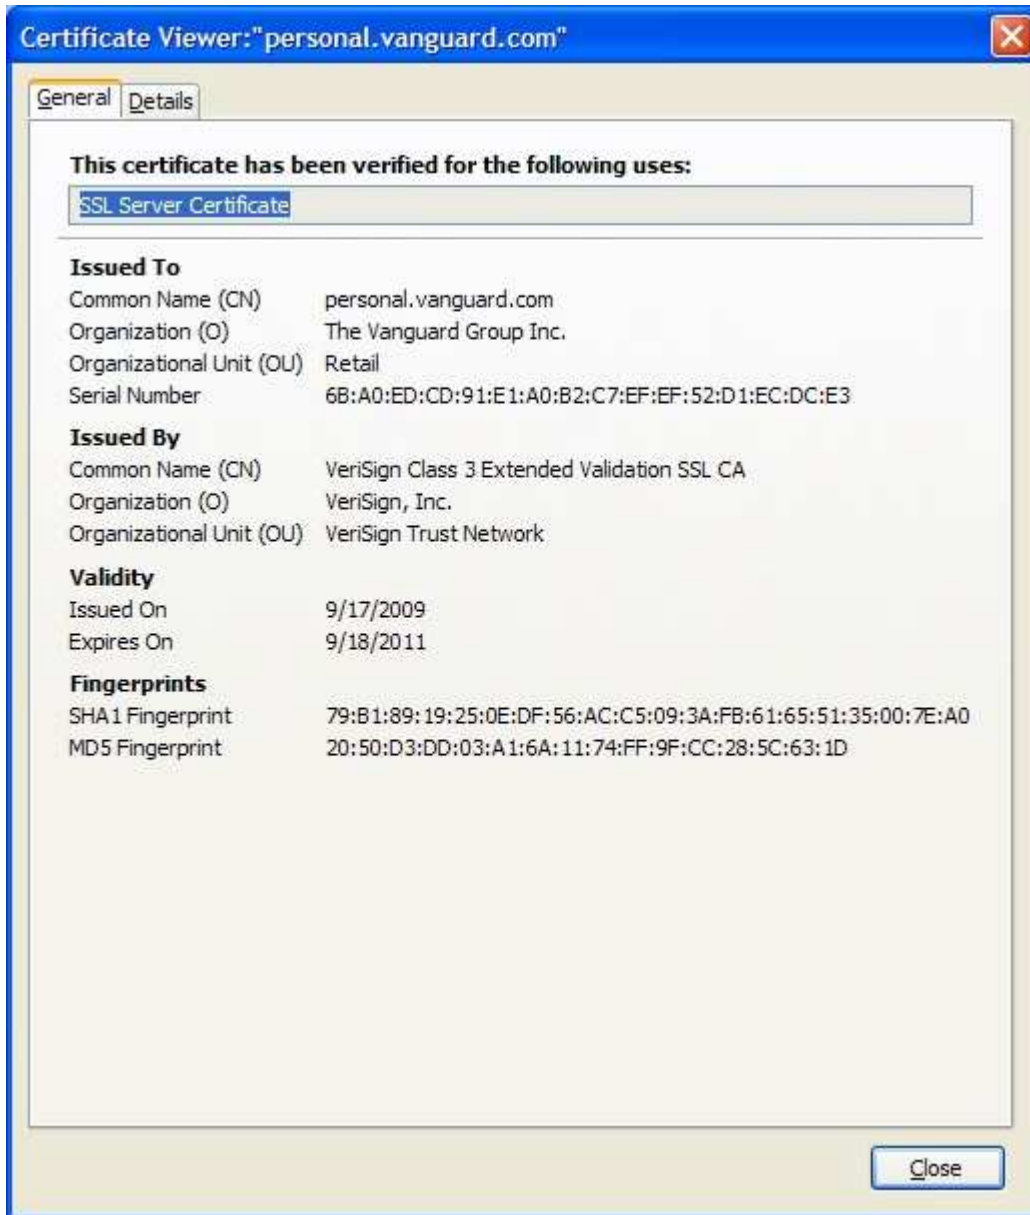 Certificate Viewer:"personal.vanguard.com"
General Details
This certificate has been verified for the following uses:
SSL Server Certificate
Issued To
Common Name (CN) personal.vanguard.com
Organization (O) The Vanguard Group Inc.
Organizational Unit (OU) Retail
Serial Number 6B:A0:ED:CD:91:E1:A0:B2:C7:EF:EF:52:D1:EC:DC:E3
Issued By
Common Name (CN) VeriSign Class 3 Extended Validation SSL CA
Organization (O) VeriSign, Inc.
Organizational Unit (OU) VeriSign Trust Network
Validity
Issued On 9/17/2009
Expires On 9/18/2011
Fingerprints
SHA1 Fingerprint 79:B1:89:19:25:0E:DF:56:AC:C5:09:3A:FB:61:65:51:35:00:7E:A0
MD5 Fingerprint 20:50:D3:DD:03:A1:6A:11:74:FF:9F:CC:28:5C:63:1D
Close